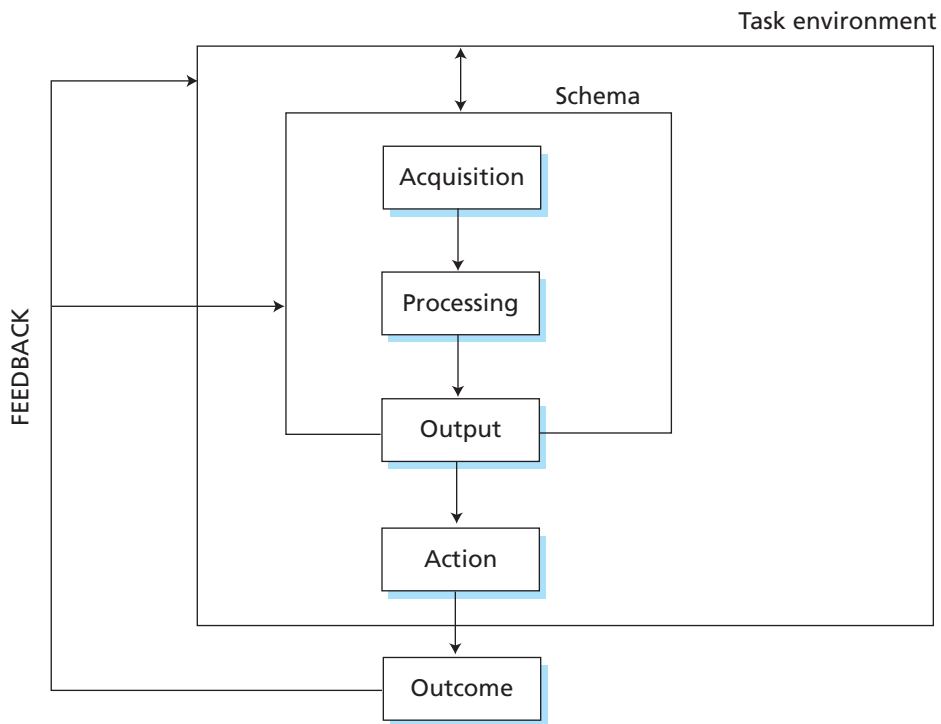 Task environment
Schema
Acquisition
Processing
FEEDBACK
Output
Action
Outcome